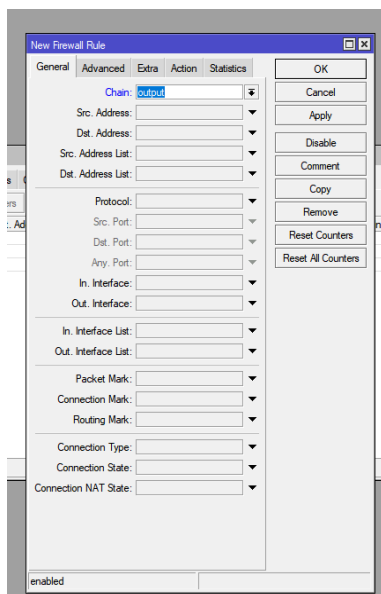 New Firewall Rule
General Advanced Extra Action Statistics
Chain: output
Src. Address:
Dst. Address:
Src. Address List:
Dst. Address List:
Protocol:
Src. Port:
Dst. Port:
Any. Port:
In. Interface:
Out. Interface:
In. Interface List:
Out. Interface List:
Packet Mark:
Connection Mark:
Routing Mark:
Connection Type:
Connection State:
Connection NAT State:
OK
Cancel
Apply
Disable
Comment
Copy
Remove
Reset Counters
Reset All Counters
enabled